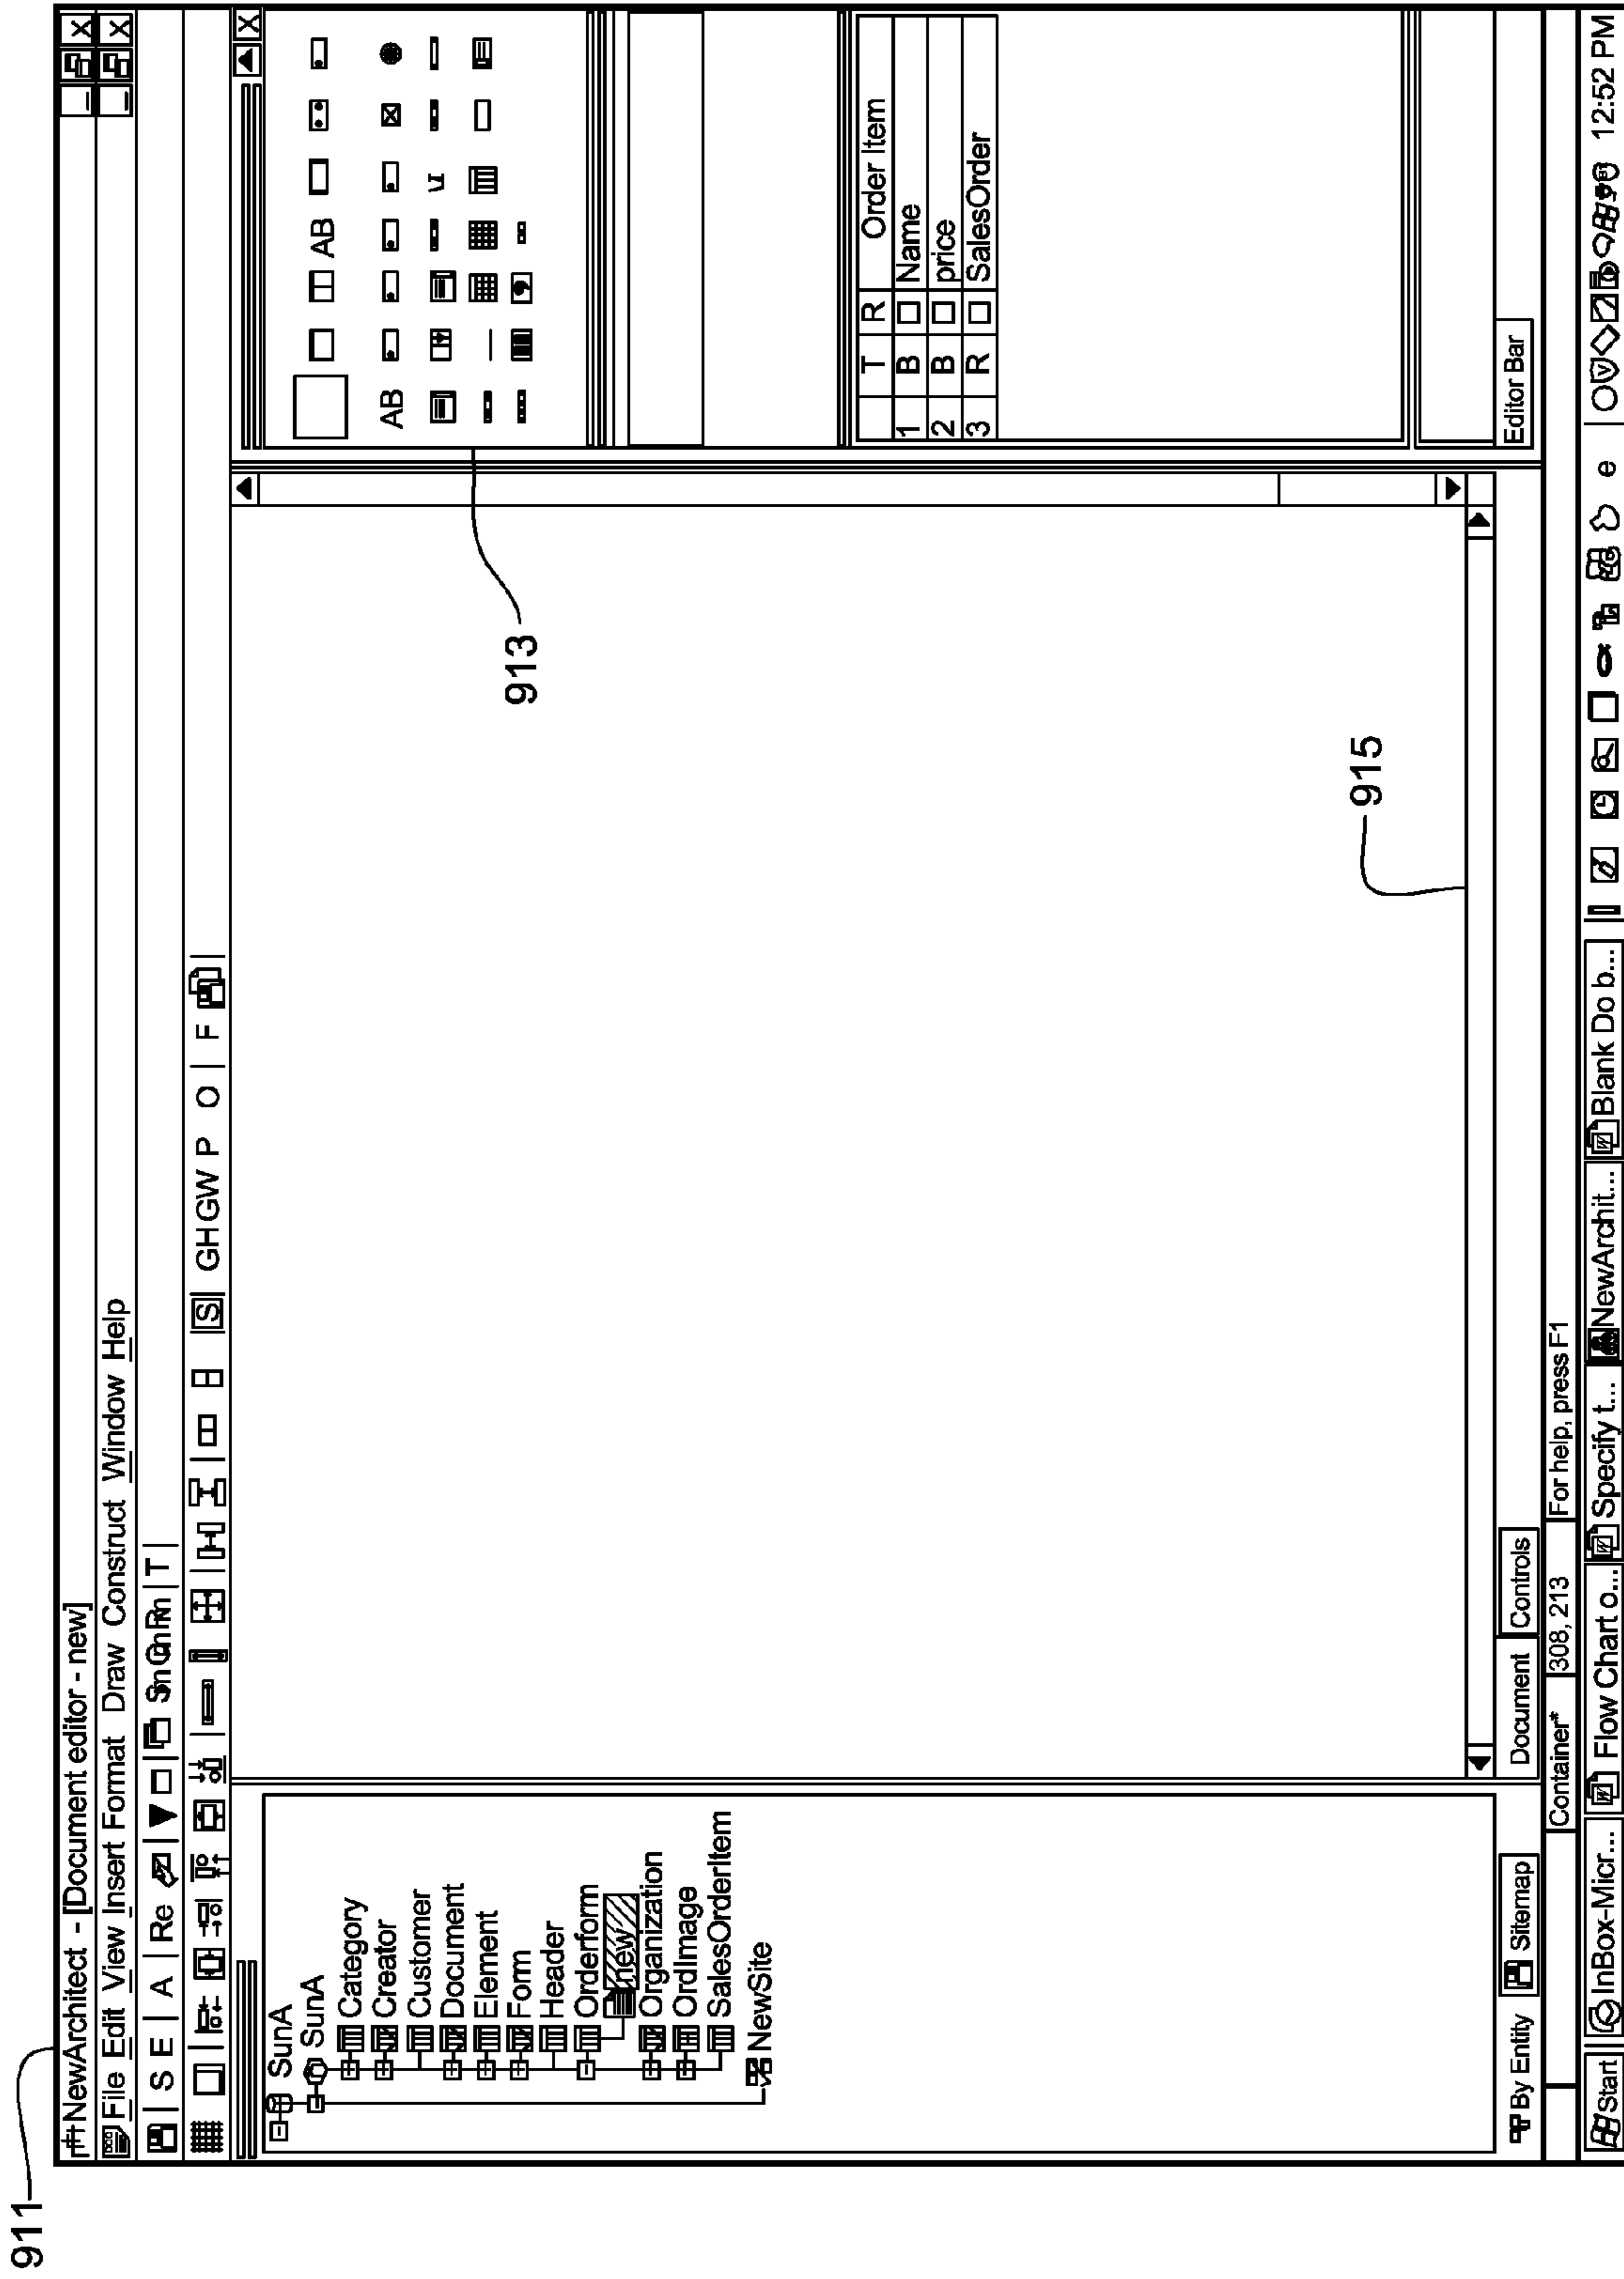 911
NewArchitect - [Document editor - new]
File Edit View Insert Format Draw Construct Window Help
S E A Re T
S GHGW P O F
SunA
SunA
Category
Creator
Customer
Document
Element
Form
Header
Orderform
new
Organization
OrdImage
SalesOrderItem
NewSite
AB
AB
913
T R Order Item
1 B Name
2 B price
3 R SalesOrder
915
By Entity Sitemap
Document Controls
Editor Bar
Container* 308, 213 For help, press F1
Start InBox-Micr... Flow Chart o... Specify t... NewArchit... Blank Do b... e 12:52 PM